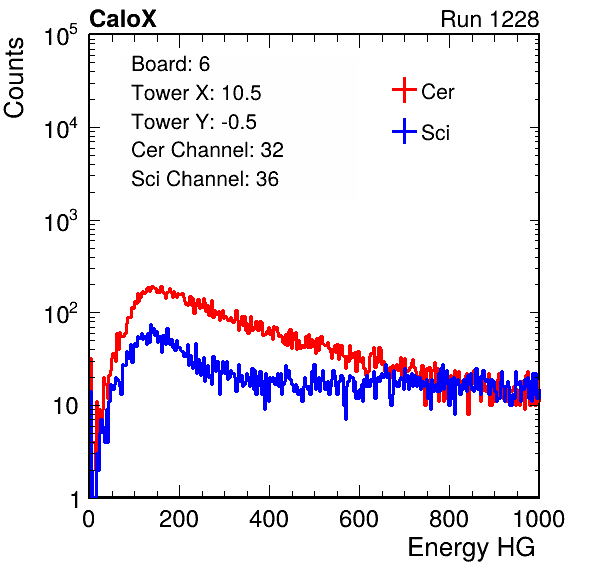 CaloX Run 1228
Counts
10^5
10^4
10^3
10^2
10
1
Board: 6
Tower X: 10.5
Tower Y: -0.5
Cer Channel: 32
Sci Channel: 36
Cer
Sci
0 200 400 600 800 1000
Energy HG